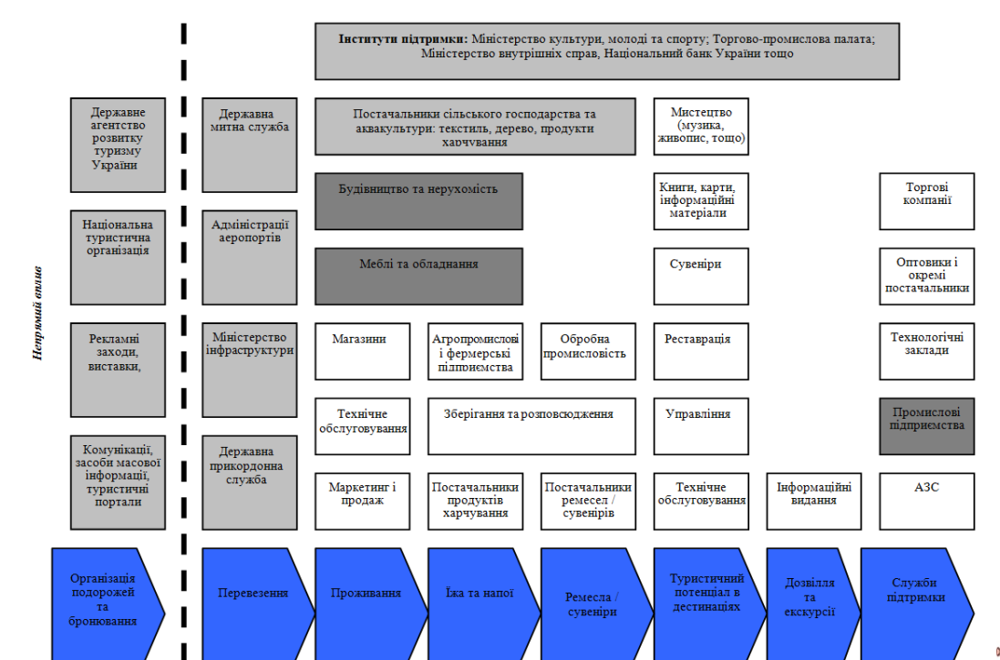 Інститути підтримки: Міністерство культури, молоді та спорту; Торгово-промислова палата;
Міністерство внутрішніх справ, Національний банк України тощо
Державне
агентство
розвитку
туризму
України
Державна
митна служба
Постачальники сільського господарства та
аквакультури: текстиль, дерево, продукти
харчування
Мистецтво
(музика,
живопис, тощо)
Будівництво та нерухомість
Книги, карти,
інформаційні
матеріали
Торгові
компанії
Національна
туристична
організація
Адміністрації
аеропортів
Меблі та обладнання
Сувеніри
Оптовики і
окремі
постачальники
Непрямий вплив
Рекламні
заходи,
виставки,
Міністерство
інфраструктури
Магазини
Агропромислові
і фермерські
підприємства
Обробна
промисловість
Реставрація
Технологічні
заклади
Технічне
обслуговування
Зберігання та розповсюдження
Управління
Промислові
підприємства
Комунікації,
засоби масової
інформації,
туристичні
портали
Державна
прикордонна
служба
Маркетинг і
продаж
Постачальники
продуктів
харчування
Постачальники
ремесел /
сувенірів
Технічне
обслуговування
Інформаційні
видання
АЗС
Організація
подорожей
та
бронювання
Перевезення
Проживання
Їжа та напої
Ремесла /
сувеніри
Туристичний
потенціал в
дестинаціях
Дозвілля
та
екскурсії
Служби
підтримки